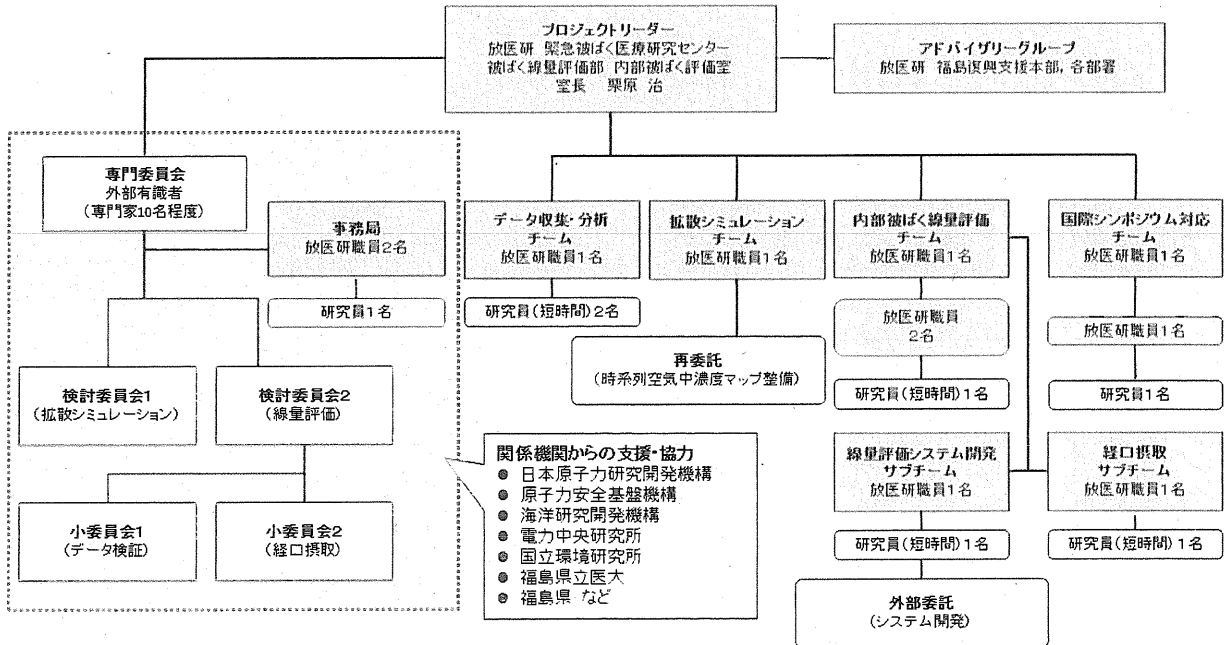 プロジェクトリーダー
放医研 緊急被ばく医療研究センター
被ばく線量評価部 内部被ばく評価室
室長 栗原 治
アドバイザリーグループ
放医研 福島復興支援本部, 各部署
専門委員会
外部有識者
(専門家10名程度)
事務局
放医研職員2名
研究員1名
検討委員会1
(拡散シミュレーション)
検討委員会2
(線量評価)
小委員会1
(データ検証)
小委員会2
(経口摂取)
データ収集・分析
チーム
放医研職員1名
研究員(短時間)2名
拡散シミュレーション
チーム
放医研職員1名
再委託
(時系列空気中濃度マップ整備)
内部被ばく線量評価
チーム
放医研職員1名
放医研職員
2名
研究員(短時間)1名
国際シンポジウム対応
チーム
放医研職員1名
放医研職員1名
研究員1名
線量評価システム開発
サブチーム
放医研職員1名
研究員(短時間)1名
外部委託
(システム開発)
経口摂取
サブチーム
放医研職員1名
研究員(短時間)1名
関係機関からの支援・協力
● 日本原子力研究開発機構
● 原子力安全基盤機構
● 海洋研究開発機構
● 電力中央研究所
● 国立環境研究所
● 福島県立医大
● 福島県 など